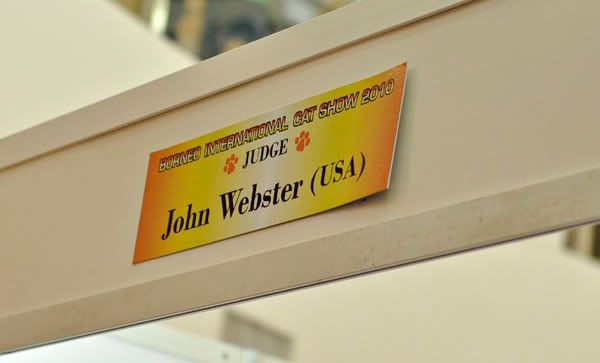 BORNEO INTERNATIONAL CAT SHOW 2010
JUDGE
John Webster (USA)